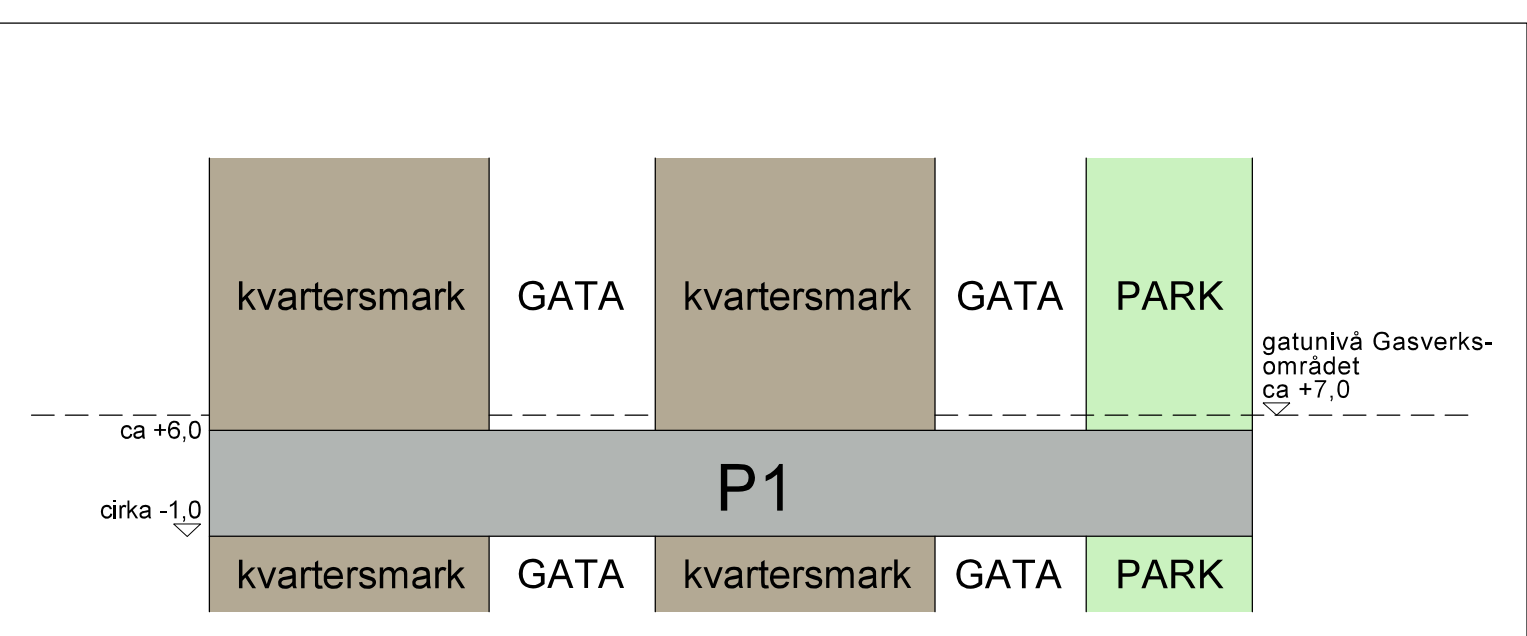 kvartersmark
GATA
kvartersmark
GATA
PARK
gatunivå Gasverks-
området
ca +7,0
ca +6,0
P1
cirka -1,0
kvartersmark
GATA
kvartersmark
GATA
PARK